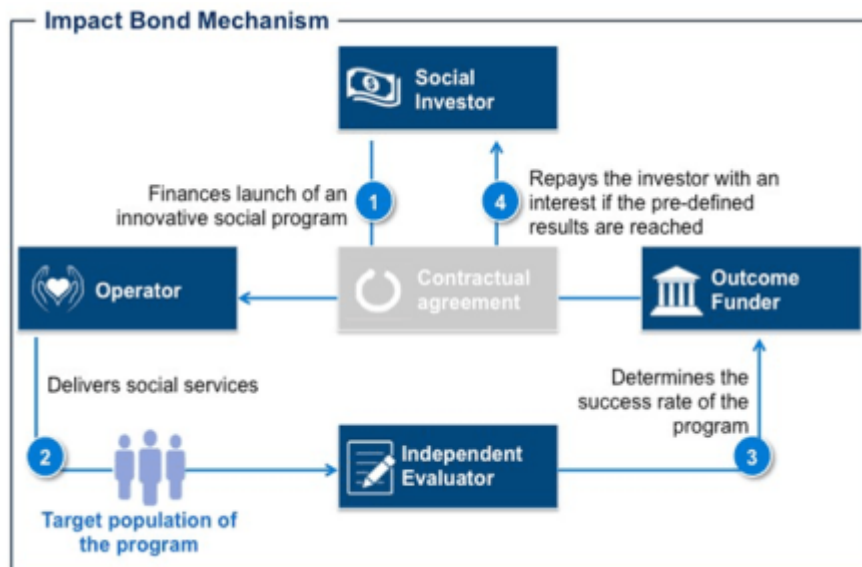 Impact Bond Mechanism
Social
Investor
Finances launch of an
innovative social program
1
4
Repays the investor with an
interest if the pre-defined
results are reached
Operator
Contractual
agreement
Outcome
Funder
Delivers social services
Determines the
success rate of the
program
2
Independent
Evaluator
3
Target population of
the program